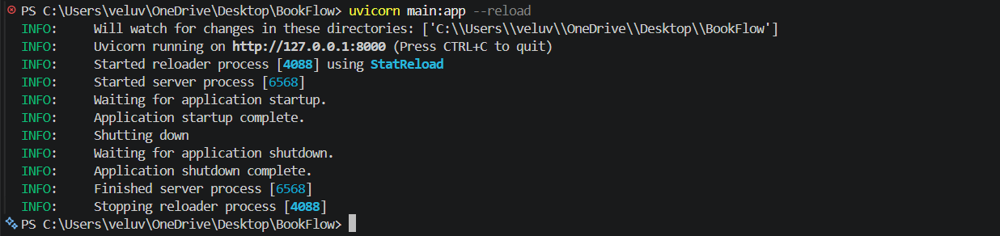 PS C:\Users\veluv\OneDrive\Desktop\BookFlow> uvicorn main:app --reload
INFO:     Will watch for changes in these directories: ['C:\\Users\\veluv\\OneDrive\\Desktop\\BookFlow']
INFO:     Uvicorn running on http://127.0.0.1:8000 (Press CTRL+C to quit)
INFO:     Started reloader process [4088] using StatReload
INFO:     Started server process [6568]
INFO:     Waiting for application startup.
INFO:     Application startup complete.
INFO:     Shutting down
INFO:     Waiting for application shutdown.
INFO:     Application shutdown complete.
INFO:     Finished server process [6568]
INFO:     Stopping reloader process [4088]
PS C:\Users\veluv\OneDrive\Desktop\BookFlow>